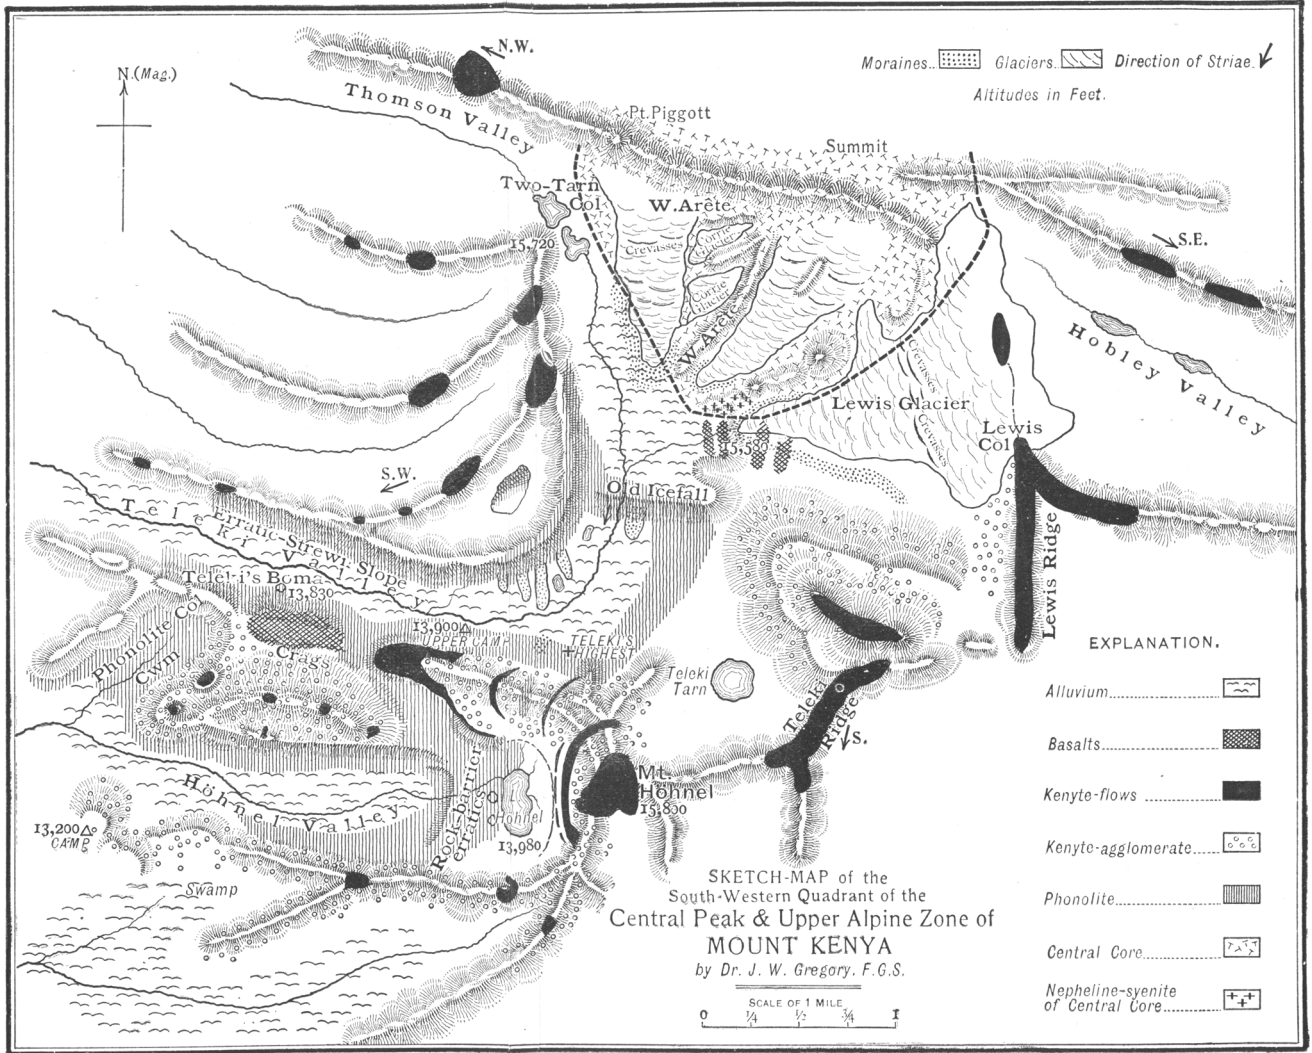 N.W.
N.(Mag.)
Moraines.. Glaciers.. Direction of Striae.
Altitudes in Feet.
Thomson Valley
Pt. Piggott
Summit
Two-Tarn
Col
15,720
W. Arête
Crevasses
Corrie
Glacier
Corrie
Glacier
W. Arête
S.E.
Hobley Valley
Lewis Glacier
Crevasses
Crevasses
Lewis
Col
15,580
S.W.
Old Icefall
Teleki Valley
Erratic-Strewn Slope
Teleki's Boma
13,830
Phonolite Col
Cwm
Crags
13,900
UPPER CAMP
TELEKI'S
HIGHEST
Teleki
Tarn
Lewis Ridge
Teleki
Ridge
S.
Mt.
Höhnel
15,800
Höhnel Valley
Rock-barrier
erratics
Höhnel
13,980
13,200
CAMP
Swamp
EXPLANATION.
Alluvium
Basalts
Kenyte-flows
Kenyte-agglomerate
Phonolite
Central Core
Nepheline-syenite
of Central Core
SKETCH-MAP of the
South-Western Quadrant of the
Central Peak & Upper Alpine Zone of
MOUNT KENYA
by Dr. J. W. Gregory. F.G.S.
SCALE OF 1 MILE
0 1/4 1/2 3/4 1